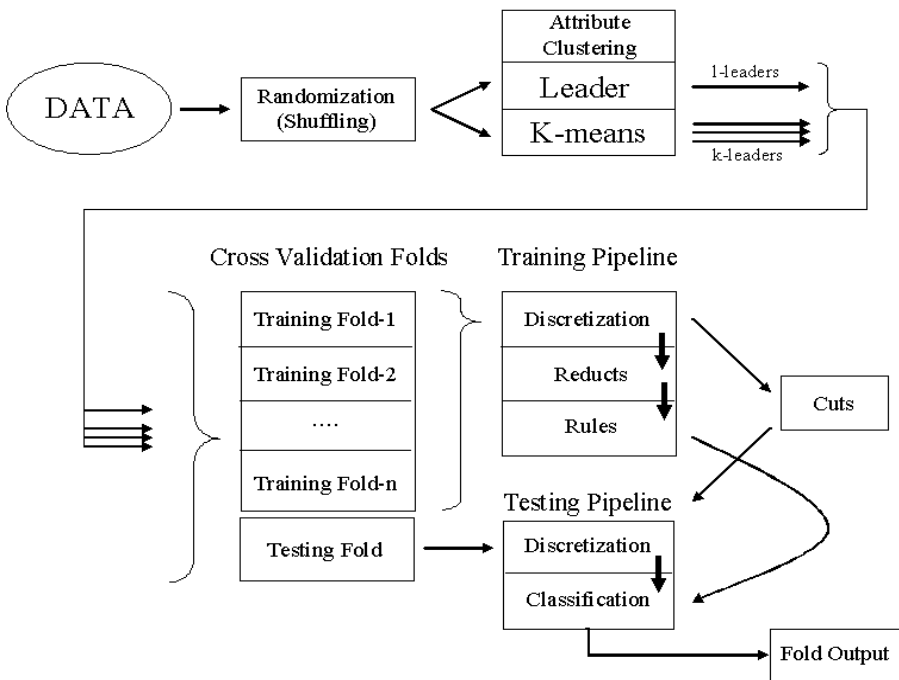 DATA
Randomization
(Shuffling)
Attribute
Clustering
Leader
K-means
1-leaders
k-leaders
Cross Validation Folds
Training Fold-1
Training Fold-2
....
Training Fold-n
Testing Fold
Training Pipeline
Discretization
Reducts
Rules
Cuts
Testing Pipeline
Discretization
Classification
Fold Output